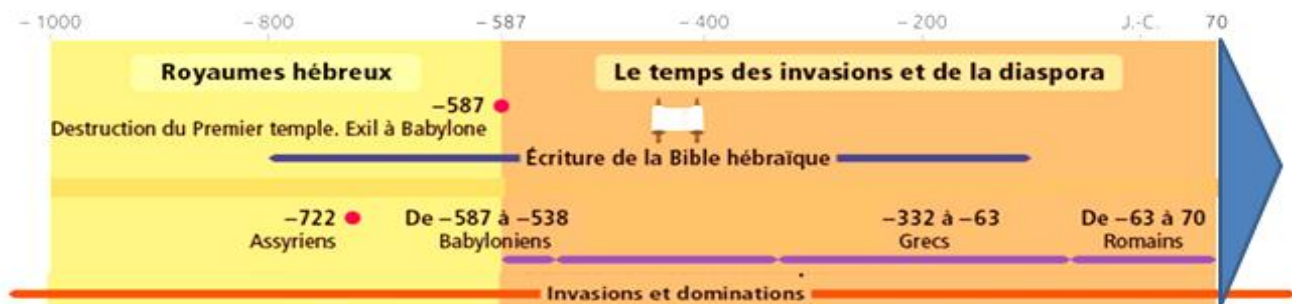 – 1000 – 800 – 587 – 400 – 200 J.-C. 70
Royaumes hébreux
Le temps des invasions et de la diaspora
–587
Destruction du Premier temple. Exil à Babylone
Écriture de la Bible hébraïque
–722
Assyriens
De –587 à –538
Babyloniens
–332 à –63
Grecs
De –63 à 70
Romains
Invasions et dominations